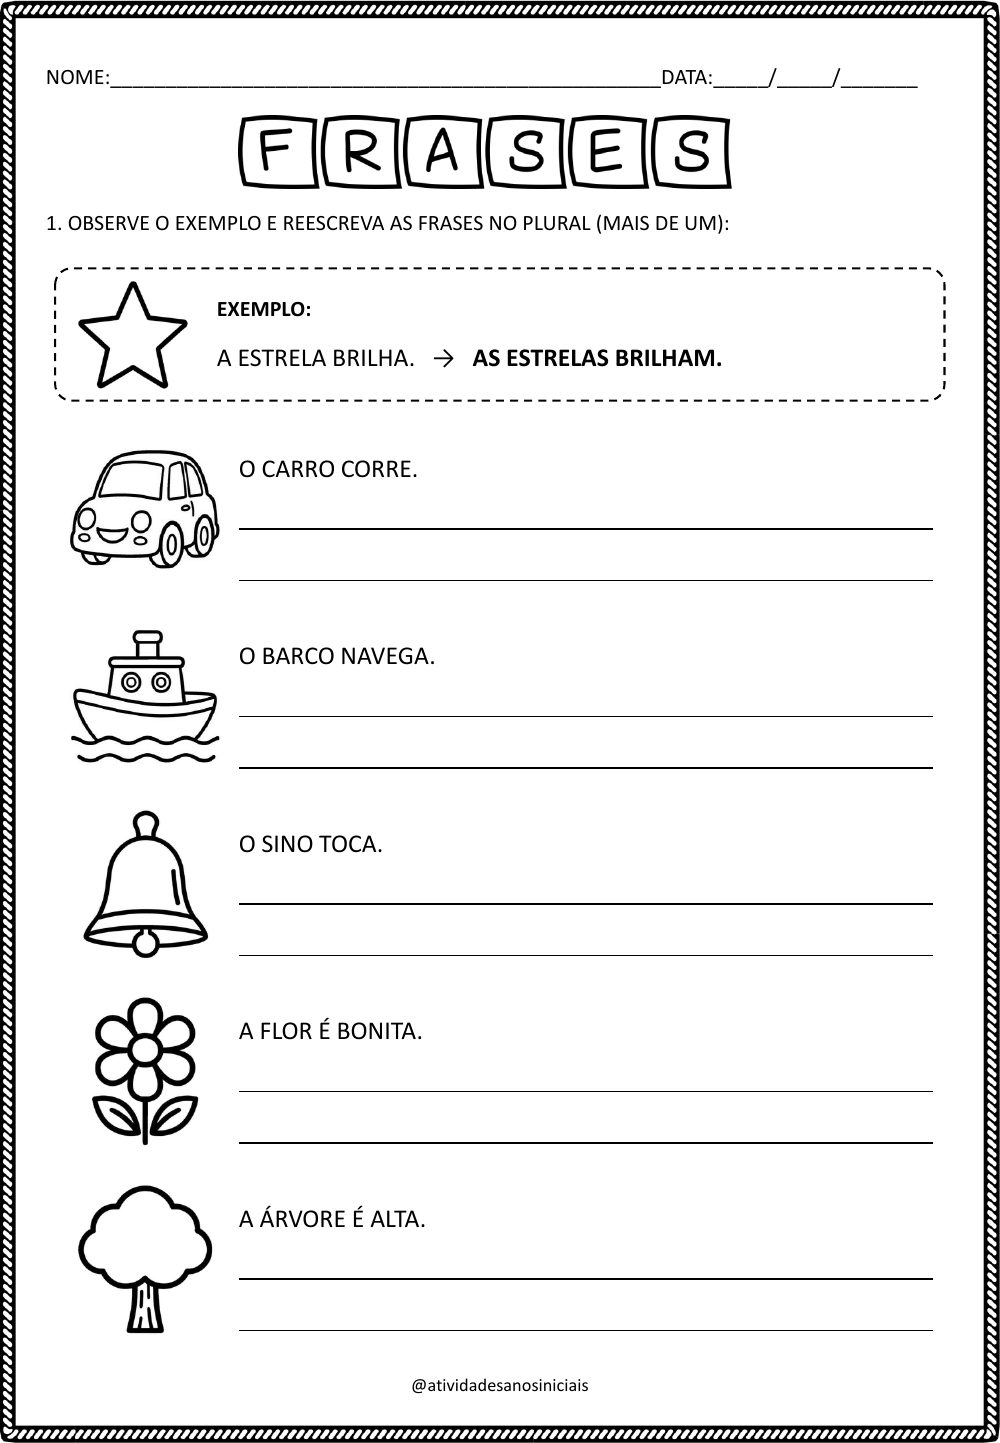 NOME:__________________________________________________DATA:_____/_____/_______
FRASES
1. OBSERVE O EXEMPLO E REESCREVA AS FRASES NO PLURAL (MAIS DE UM):
EXEMPLO:
A ESTRELA BRILHA. → AS ESTRELAS BRILHAM.
O CARRO CORRE.
O BARCO NAVEGA.
O SINO TOCA.
A FLOR É BONITA.
A ÁRVORE É ALTA.
@atividadesanosiniciais